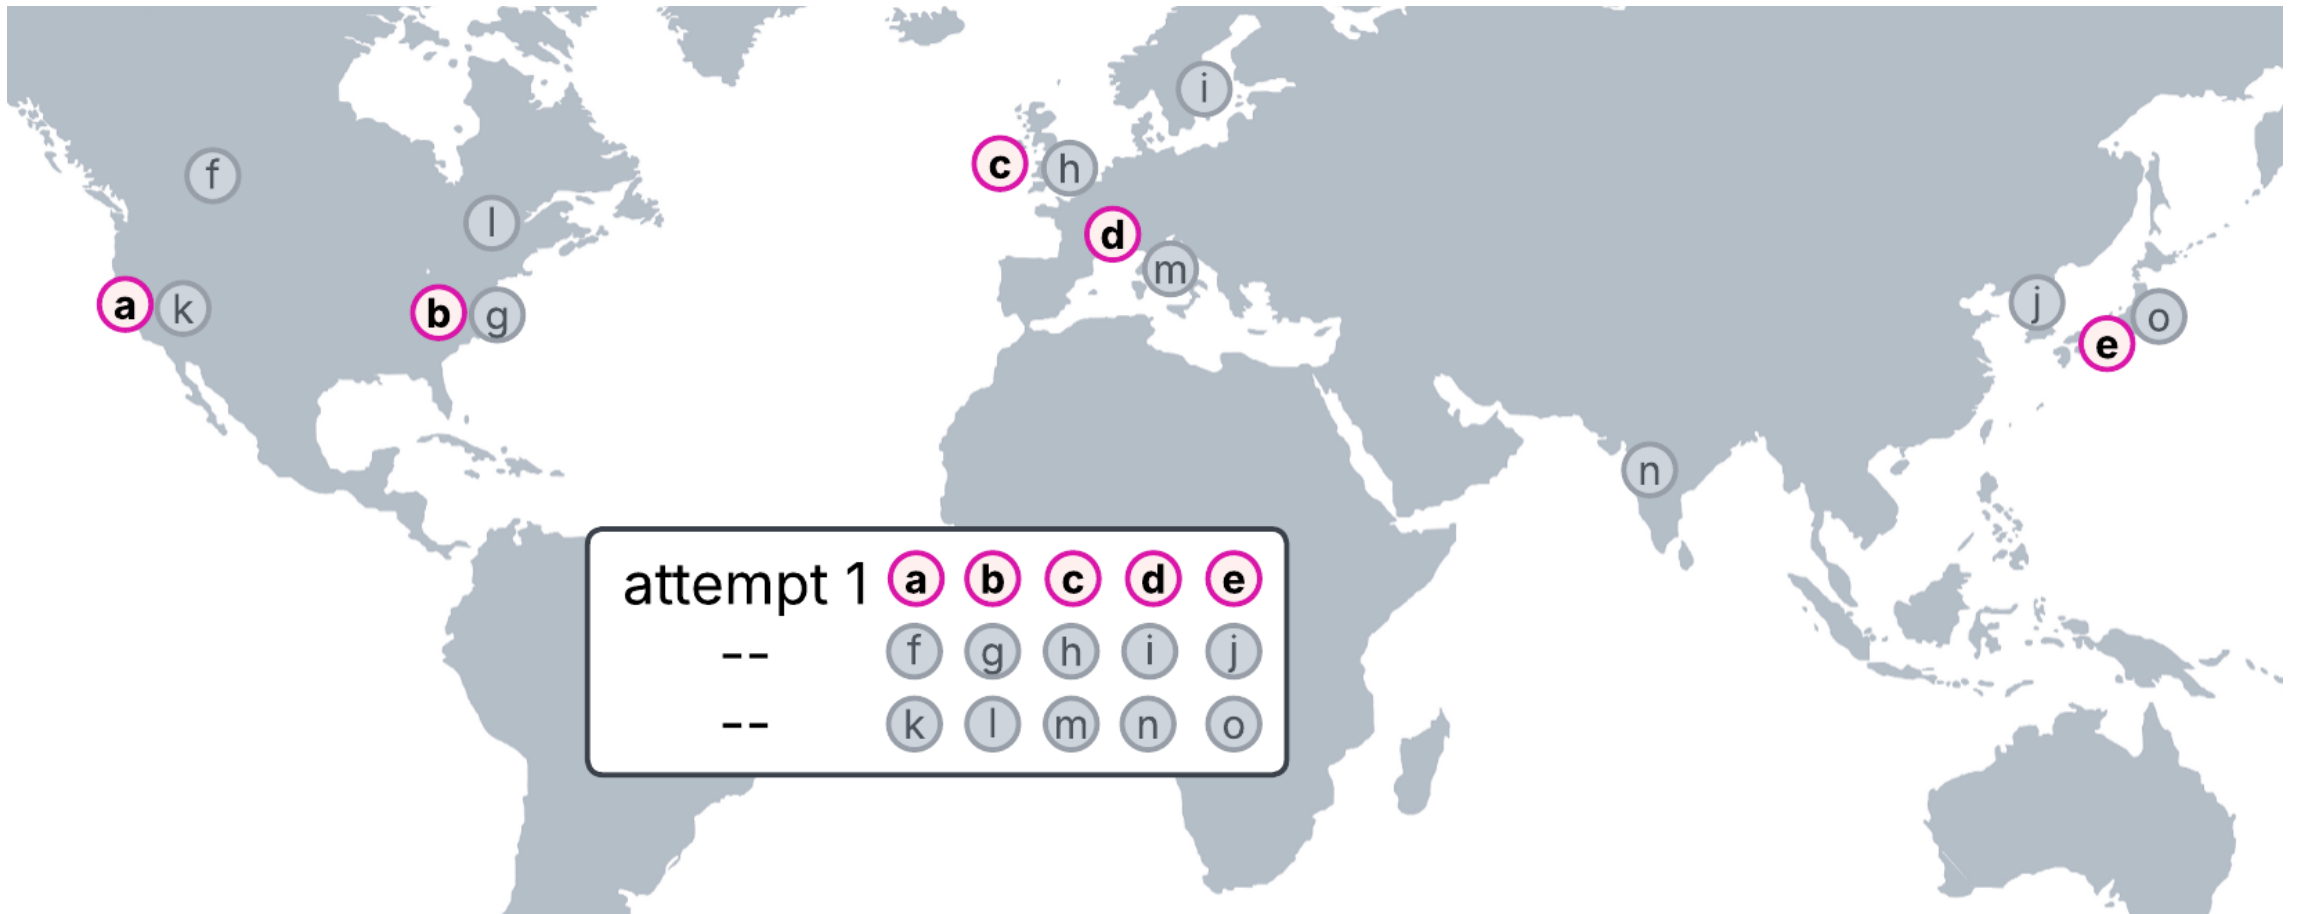 i
c h
f
l
d
m
a k
b g
j
e o
n
attempt 1 a b c d e
-- f g h i j
-- k l m n o